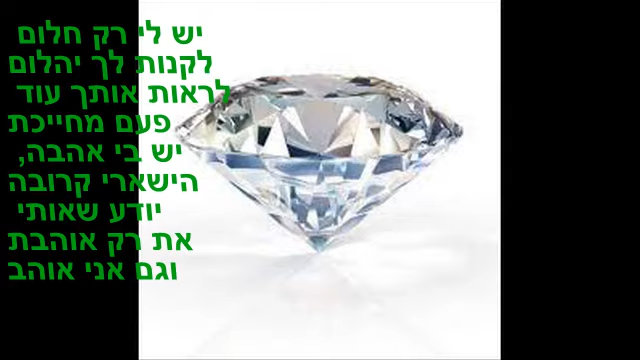 יש לי רק חלום
לקנות לך יהלום
לראות אותך עוד
פעם מחייכת
יש בי אהבה,
הישארי קרובה
יודע שאותי
את רק אוהבת
וגם אני אוהב